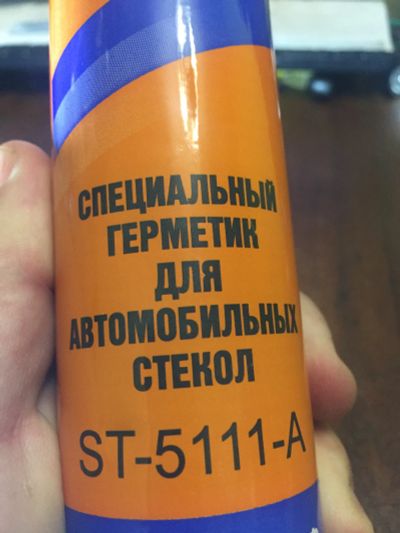 СПЕЦИАЛЬНЫЙ
ГЕРМЕТИК
ДЛЯ
АВТОМОБИЛЬНЫХ
СТЕКОЛ
ST-5111-A